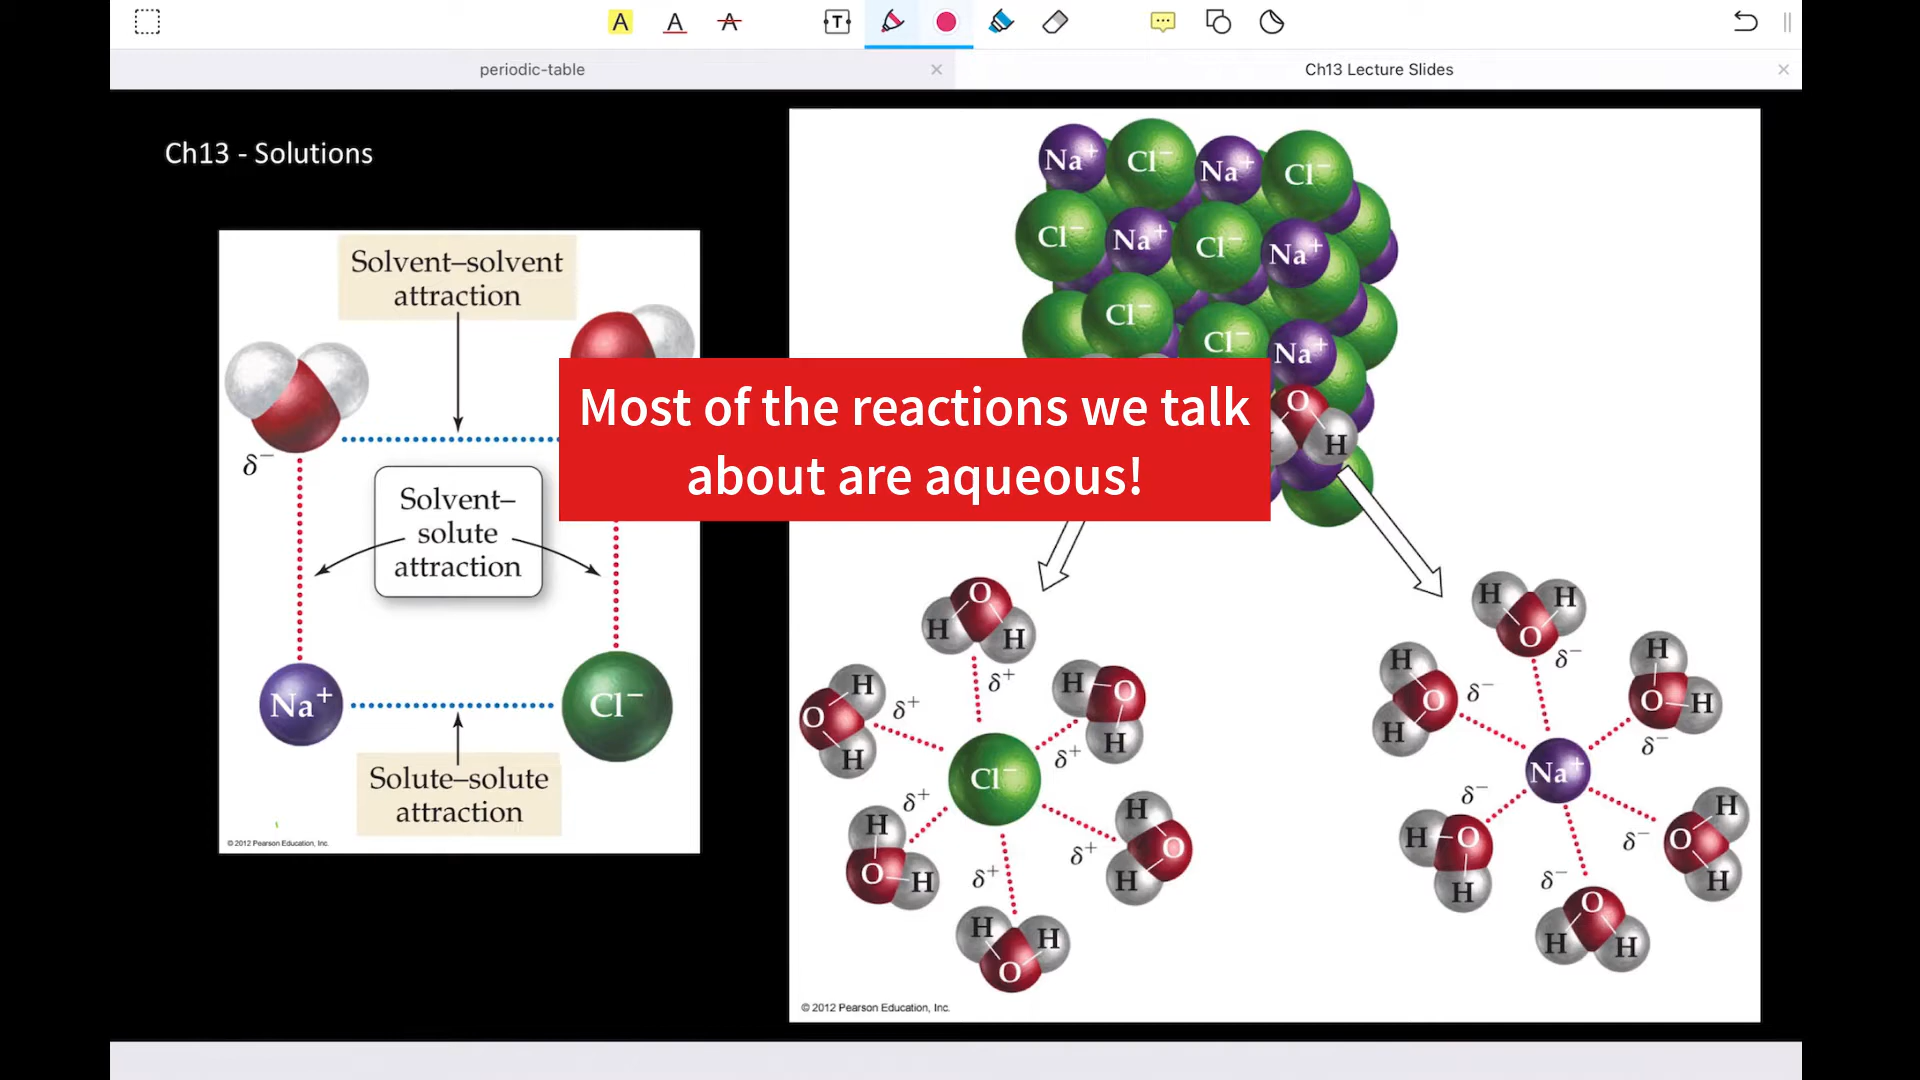 A A A T
periodic-table
Ch13 Lecture Slides
Ch13 - Solutions
Solvent–solvent
attraction
δ−
Solvent–
solute
attraction
Na+
Cl−
Solute–solute
attraction
© 2012 Pearson Education, Inc.
Na+ Cl− Na+ Cl−
Cl− Na+ Cl− Na+
Cl− Cl− Na+
O
H
Most of the reactions we talk
about are aqueous!
O
H H
δ+
O H H
δ+
H O H
δ+
Cl−
δ+
H O H
δ+
H O H
δ+
H H
O
H H
O
δ−
H O H
δ−
H O H
δ−
Na+
δ−
H O H
δ−
H O H
δ−
O
H H
© 2012 Pearson Education, Inc.